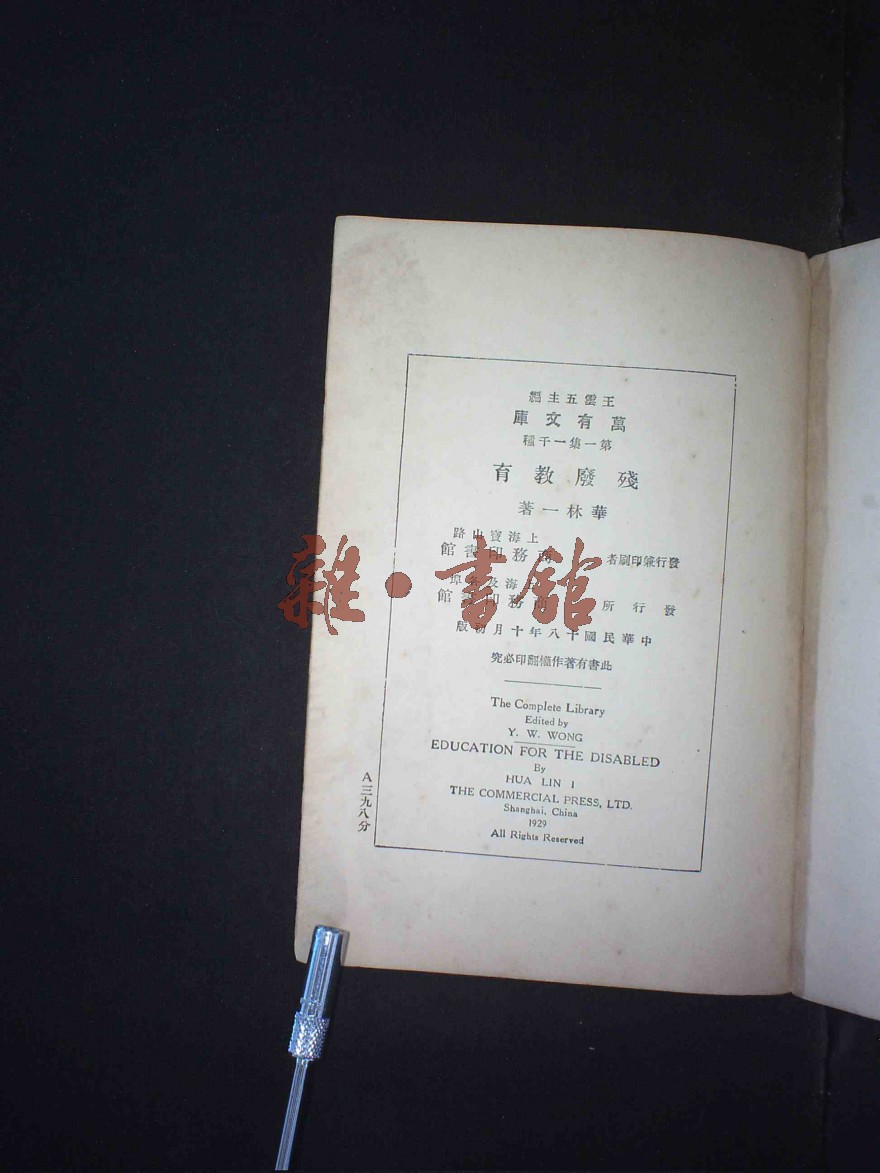 王雲五主編
萬有文庫
第一集一千種
殘廢教育
華林一著
上海寶山路
發行兼印刷者 商務印書館
上海及各埠
發行所 商務印書館
中華民國十八年十月初版
此書有著作權翻印必究
The Complete Library
Edited by
Y. W. WONG
EDUCATION FOR THE DISABLED
By
HUA LIN I
THE COMMERCIAL PRESS, LTD.
Shanghai, China
1929
All Rights Reserved
A三九八分
雜·書館